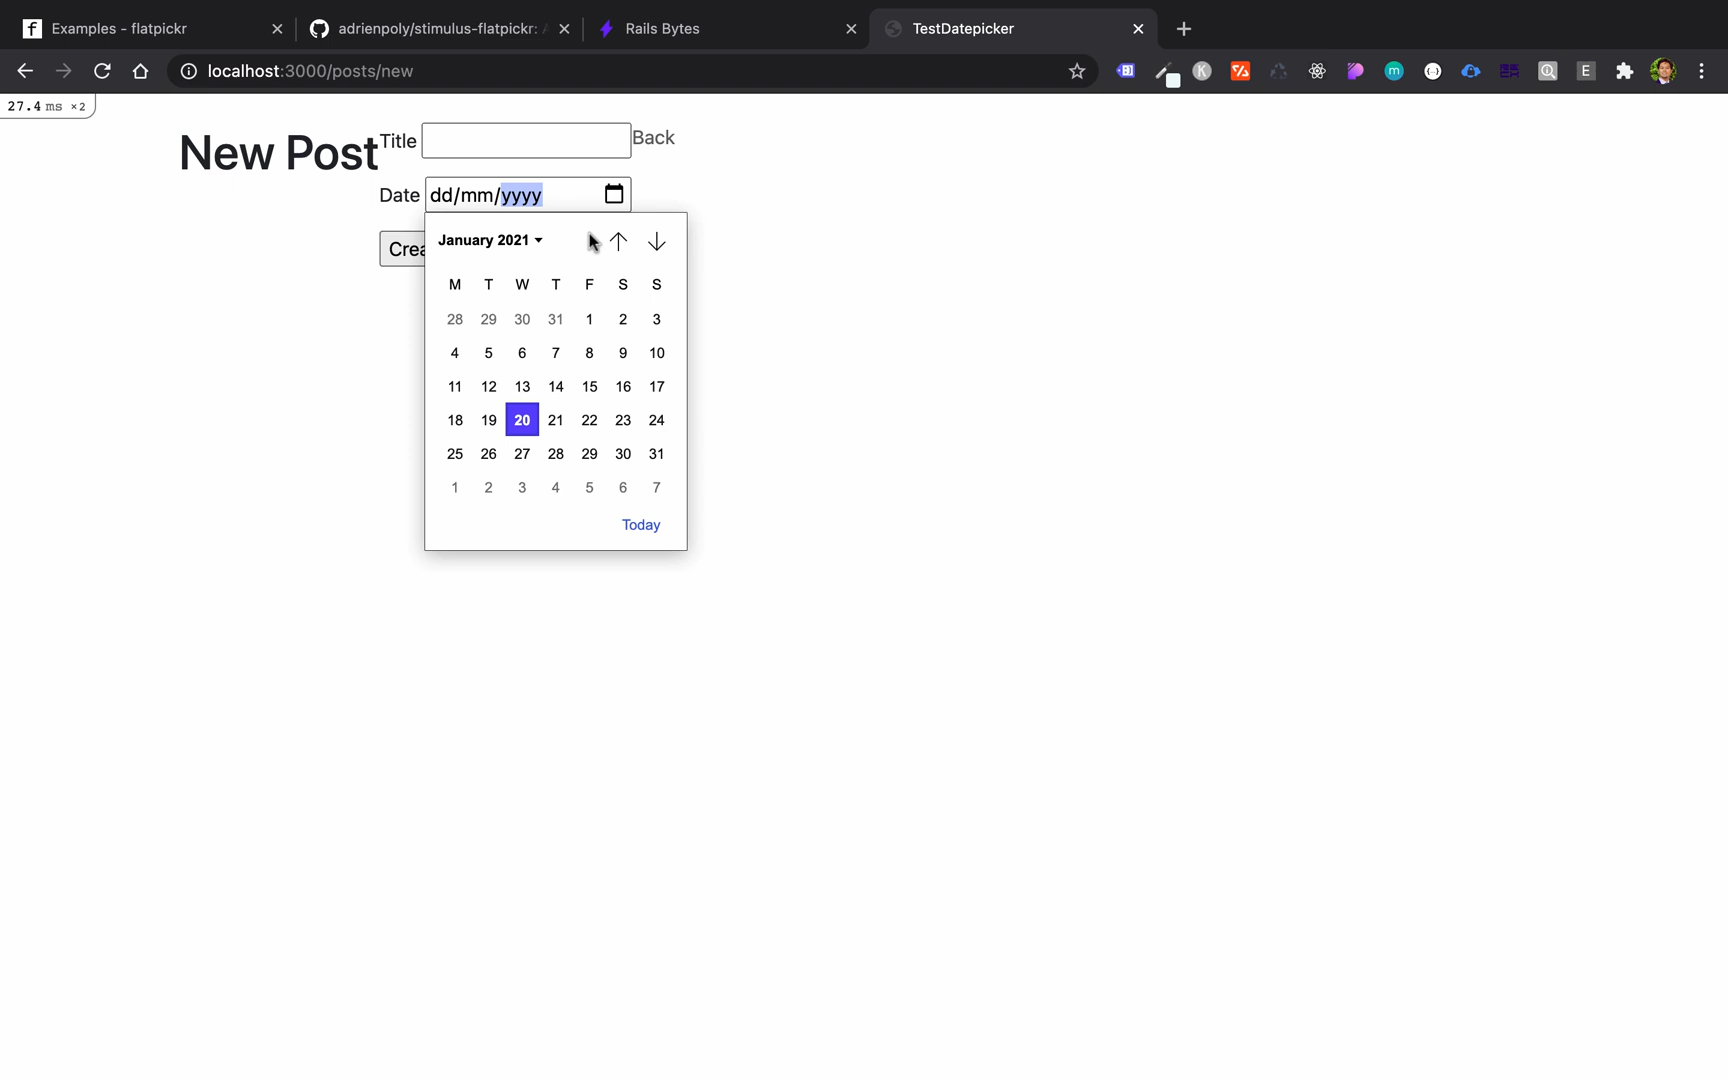 Examples - flatpickr
adrienpoly/stimulus-flatpickr:
Rails Bytes
TestDatepicker
localhost:3000/posts/new
27.4 ms ×2
New Post
Title
Back
Date dd/mm/yyyy
Crea
January 2021
M T W T F S S
28 29 30 31 1 2 3
4 5 6 7 8 9 10
11 12 13 14 15 16 17
18 19 20 21 22 23 24
25 26 27 28 29 30 31
1 2 3 4 5 6 7
Today